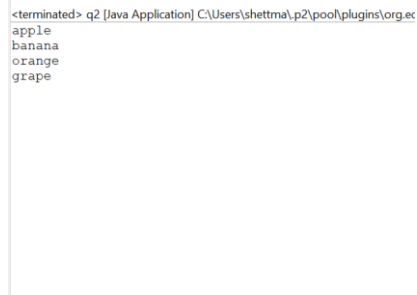 <terminated> q2 [Java Application] C:\Users\shettma\.p2\pool\plugins\org.ec
apple
banana
orange
grape